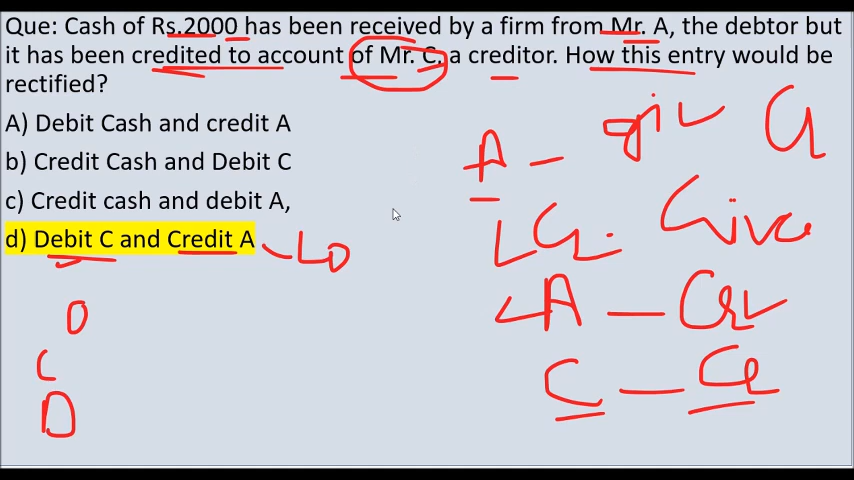 Que: Cash of Rs.2000 has been received by a firm from Mr. A, the debtor but
it has been credited to account of Mr. C, a creditor. How this entry would be
rectified?
A) Debit Cash and credit A
b) Credit Cash and Debit C
c) Credit cash and debit A,
d) Debit C and Credit A
A –
A — Cr
C — Cr
D